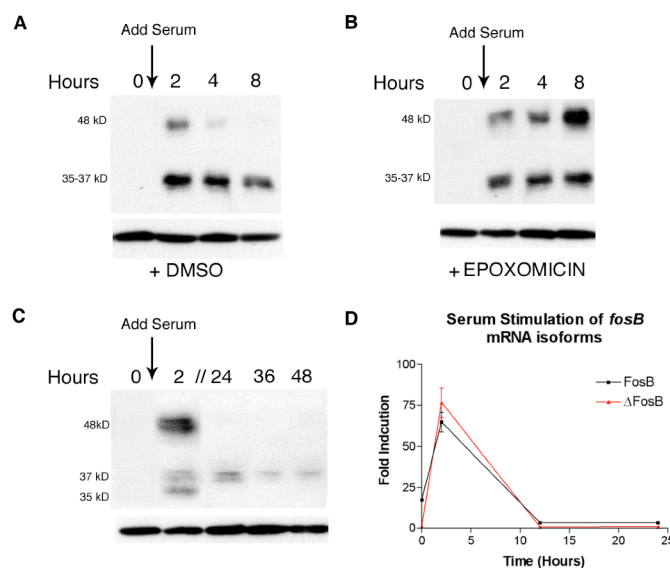 A
Add Serum
Hours 0 2 4 8
48 kD
35-37 kD
+ DMSO
B
Add Serum
Hours 0 2 4 8
48 kD
35-37 kD
+ EPOXOMICIN
C
Add Serum
Hours 0 2 // 24 36 48
48kD
37 kD
35 kD
D
Serum Stimulation of fosB
mRNA isoforms
100
75
50
25
0
Fold Indcution
0 5 10 15 20 25
Time (Hours)
FosB
ΔFosB